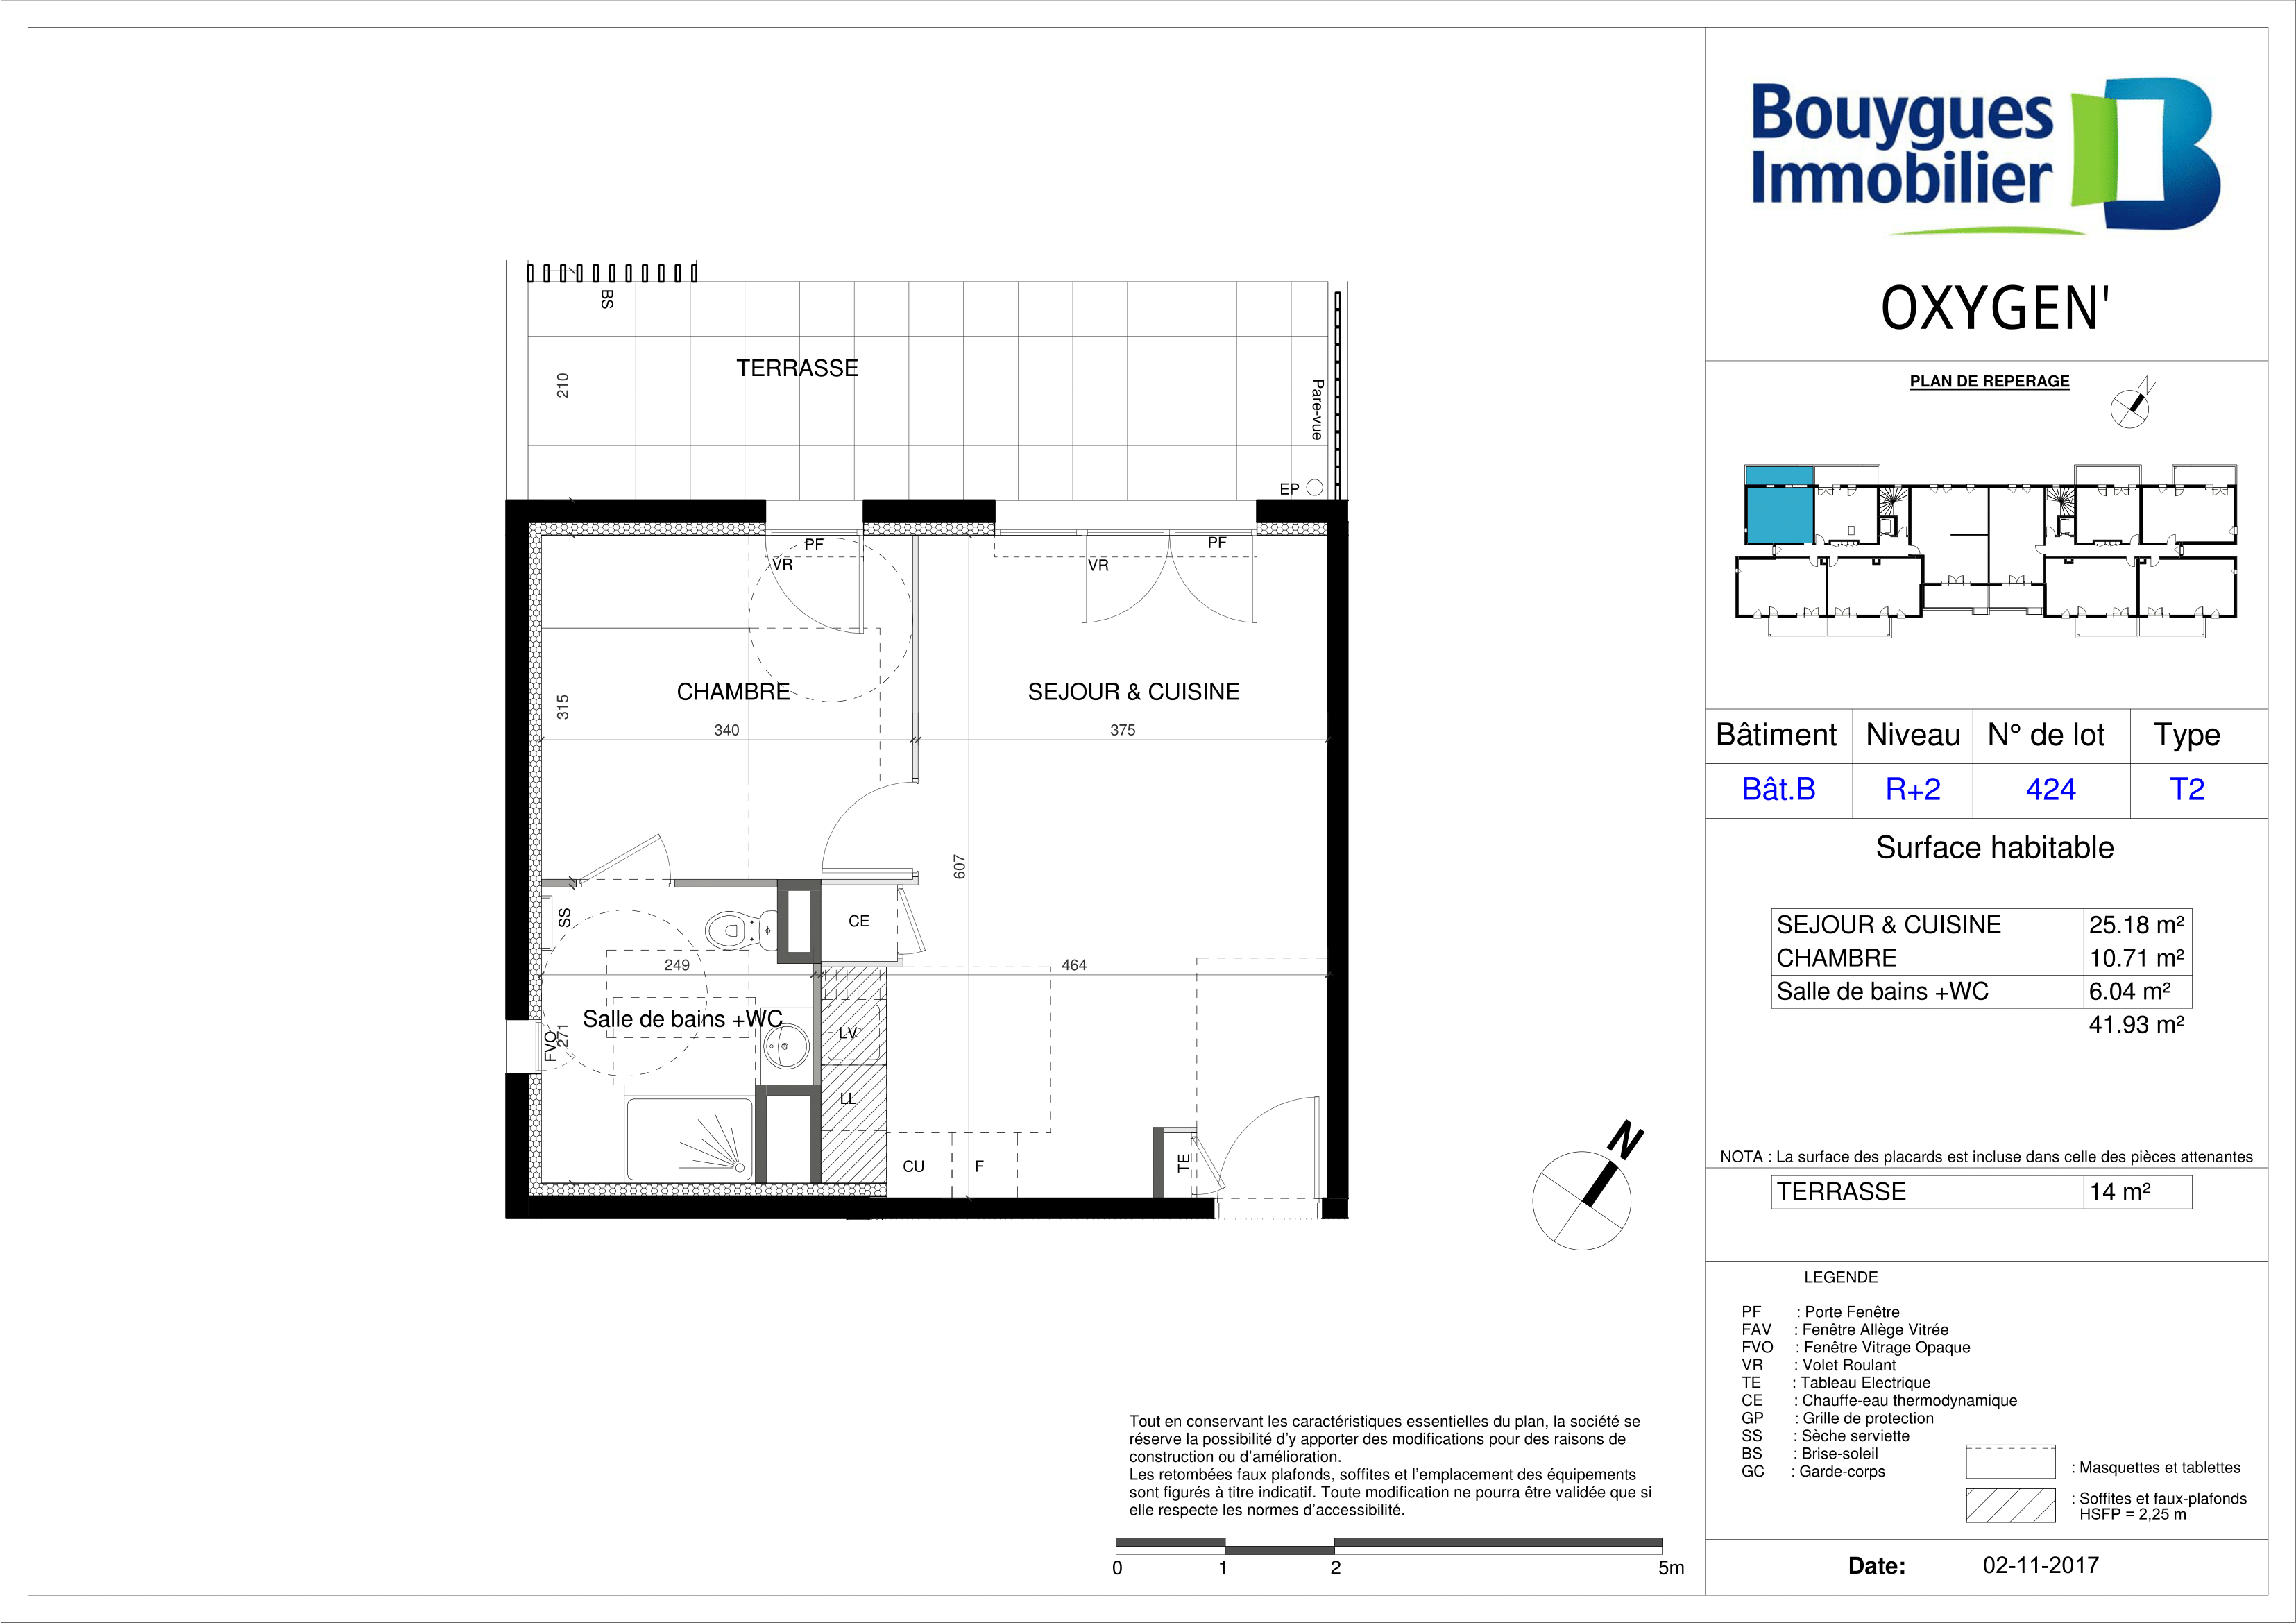 Bouygues
Immobilier
OXYGEN'
PLAN DE REPERAGE
N
Bâtiment Niveau N° de lot Type
Bât.B R+2 424 T2
Surface habitable
SEJOUR & CUISINE 25.18 m²
CHAMBRE 10.71 m²
Salle de bains +WC 6.04 m²
41.93 m²
NOTA : La surface des placards est incluse dans celle des pièces attenantes
TERRASSE 14 m²
LEGENDE
PF : Porte Fenêtre
FAV : Fenêtre Allège Vitrée
FVO : Fenêtre Vitrage Opaque
VR : Volet Roulant
TE : Tableau Electrique
CE : Chauffe-eau thermodynamique
GP : Grille de protection
SS : Sèche serviette
BS : Brise-soleil
GC : Garde-corps
: Masquettes et tablettes
: Soffites et faux-plafonds
HSFP = 2,25 m
Date: 02-11-2017
BS
TERRASSE
210
Pare-vue
EP
PF
VR
PF
VR
CHAMBRE
SEJOUR & CUISINE
315
340
375
607
SS
CE
249
464
Salle de bains +WC
FVO
271
LV
LL
CU
F
TE
N
Tout en conservant les caractéristiques essentielles du plan, la société se
réserve la possibilité d'y apporter des modifications pour des raisons de
construction ou d'amélioration.
Les retombées faux plafonds, soffites et l'emplacement des équipements
sont figurés à titre indicatif. Toute modification ne pourra être validée que si
elle respecte les normes d'accessibilité.
0 1 2 5m